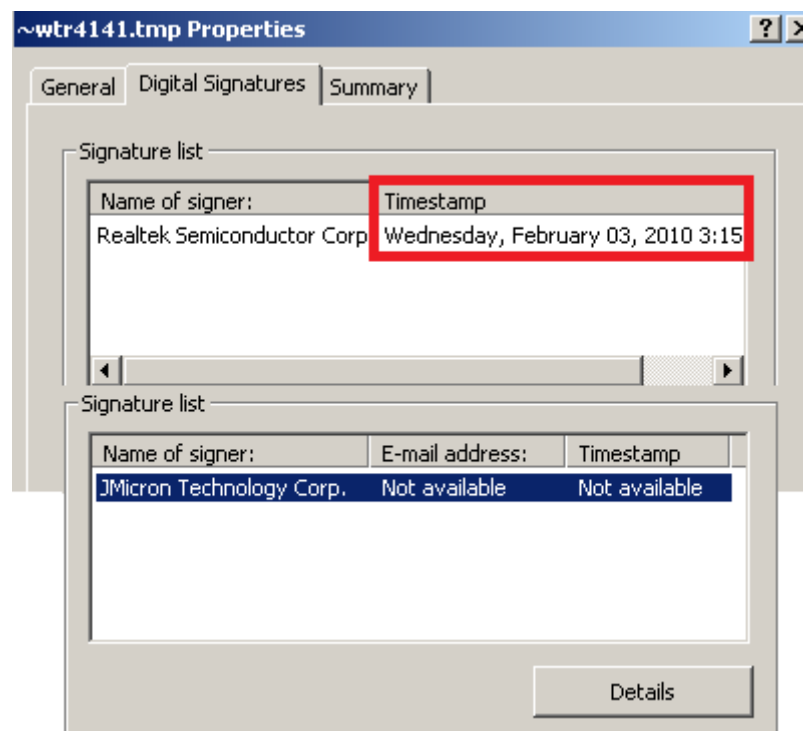 ~wtr4141.tmp Properties
General Digital Signatures Summary
Signature list
Name of signer: Timestamp
Realtek Semiconductor Corp Wednesday, February 03, 2010 3:15
Signature list
Name of signer: E-mail address: Timestamp
JMicron Technology Corp. Not available Not available
Details